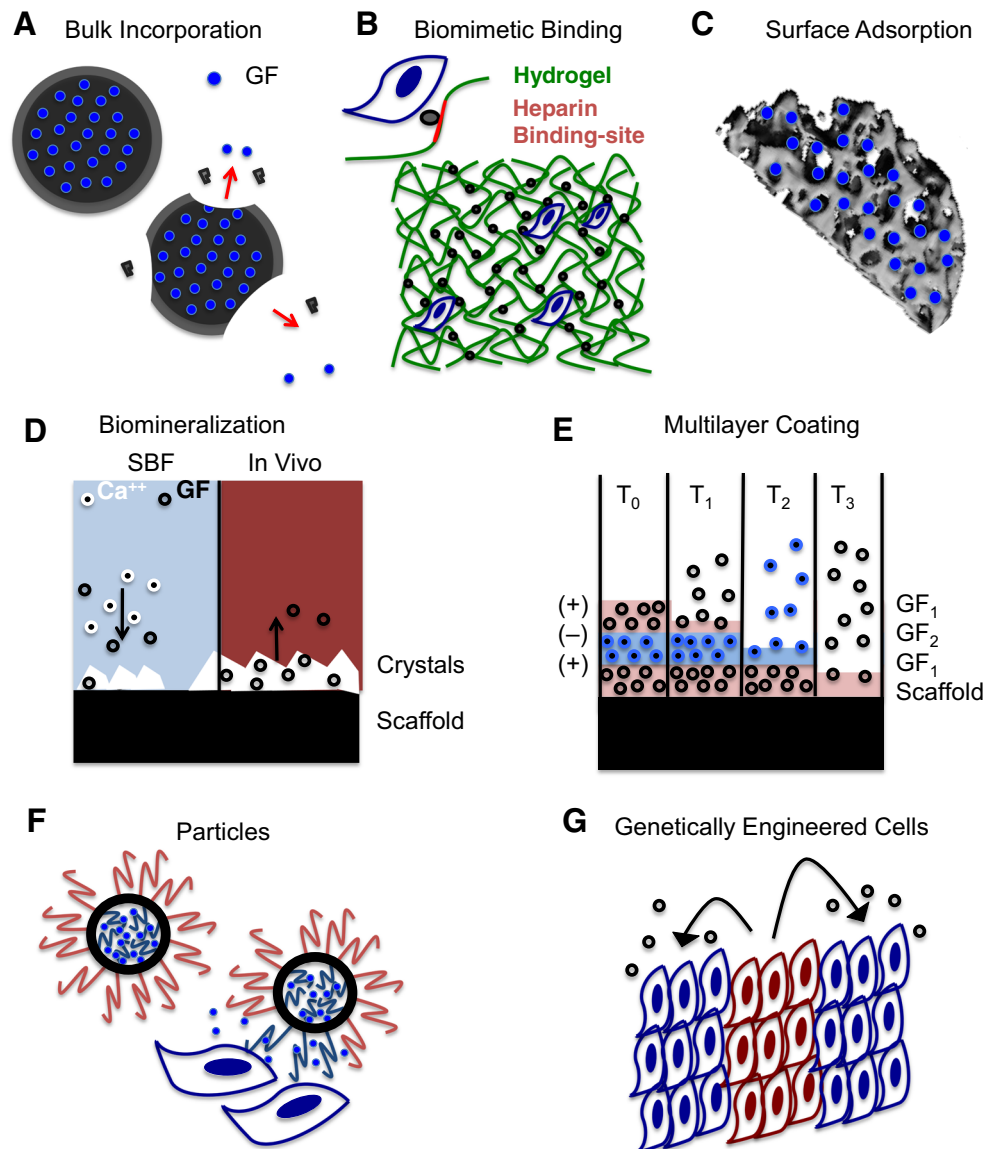 A Bulk Incorporation
GF
B Biomimetic Binding
Hydrogel
Heparin
Binding-site
C Surface Adsorption
D Biomineralization
SBF In Vivo
Ca⁺⁺ GF
Crystals
Scaffold
E Multilayer Coating
T₀ T₁ T₂ T₃
(+) GF₁
(–) GF₂
(+) GF₁
Scaffold
F Particles
G Genetically Engineered Cells